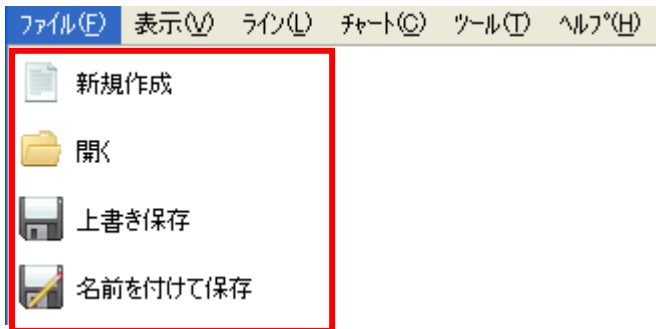 ファイル(F) 表示(V) ライン(L) チャート(C) ツール(T) ヘルプ(H)
新規作成
開く
上書き保存
名前を付けて保存